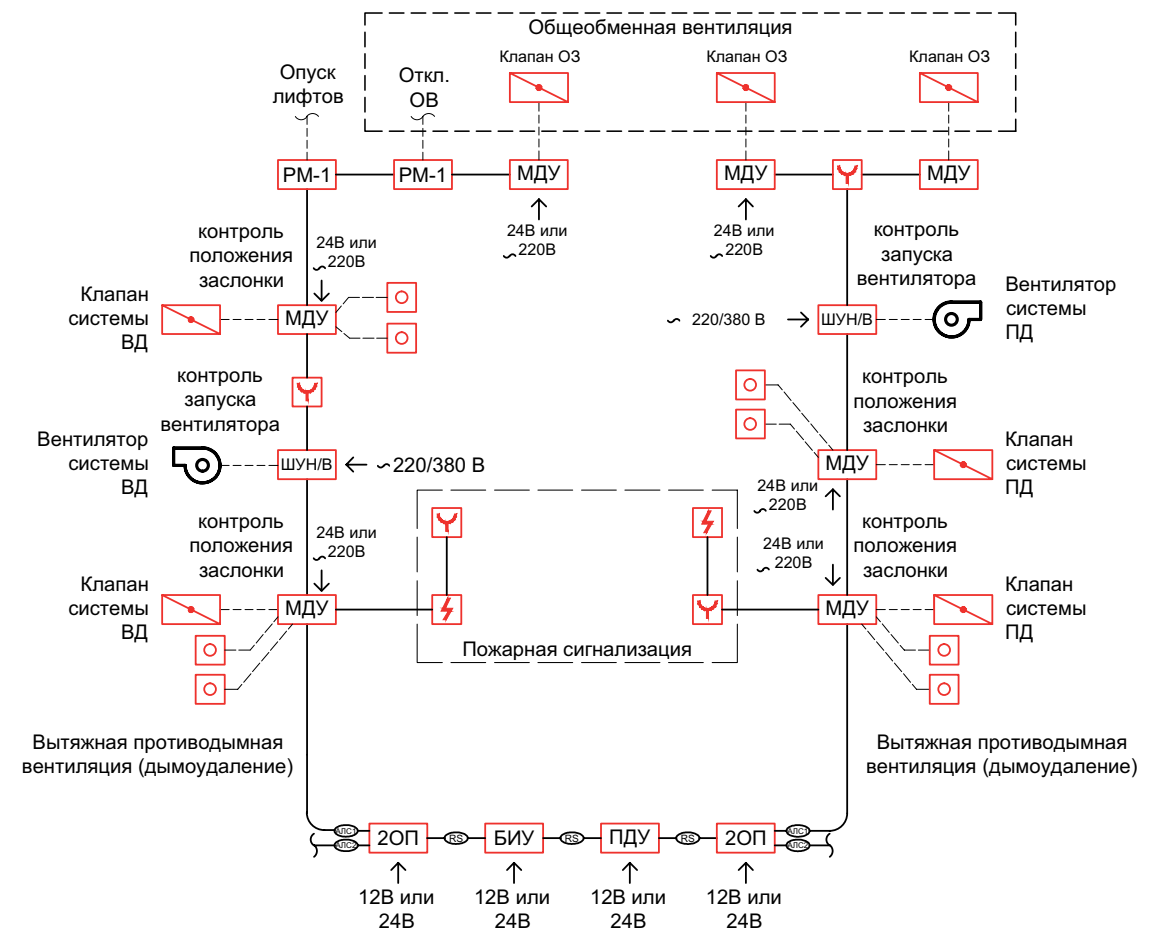 Общеобменная вентиляция
Клапан ОЗ
Клапан ОЗ
Клапан ОЗ
Опуск
лифтов
Откл.
ОВ
РМ-1
РМ-1
МДУ
МДУ
МДУ
24В или
~220В
24В или
~220В
контроль
положения
заслонки
24В или
~220В
Клапан
системы
ВД
МДУ
контроль
запуска
вентилятора
Вентилятор
системы
ПД
~ 220/380 В
ШУН/В
контроль
запуска
вентилятора
Вентилятор
системы
ВД
ШУН/В
~220/380 В
контроль
положения
заслонки
Клапан
системы
ПД
МДУ
24В или
~220В
контроль
положения
заслонки
24В или
~220В
Клапан
системы
ВД
МДУ
24В или
~220В
контроль
положения
заслонки
МДУ
Клапан
системы
ПД
Пожарная сигнализация
Вытяжная противодымная
вентиляция (дымоудаление)
Вытяжная противодымная
вентиляция (дымоудаление)
АЛС1
АЛС2
2ОП
RS
БИУ
RS
ПДУ
RS
2ОП
АЛС1
АЛС2
12В или
24В
12В или
24В
12В или
24В
12В или
24В